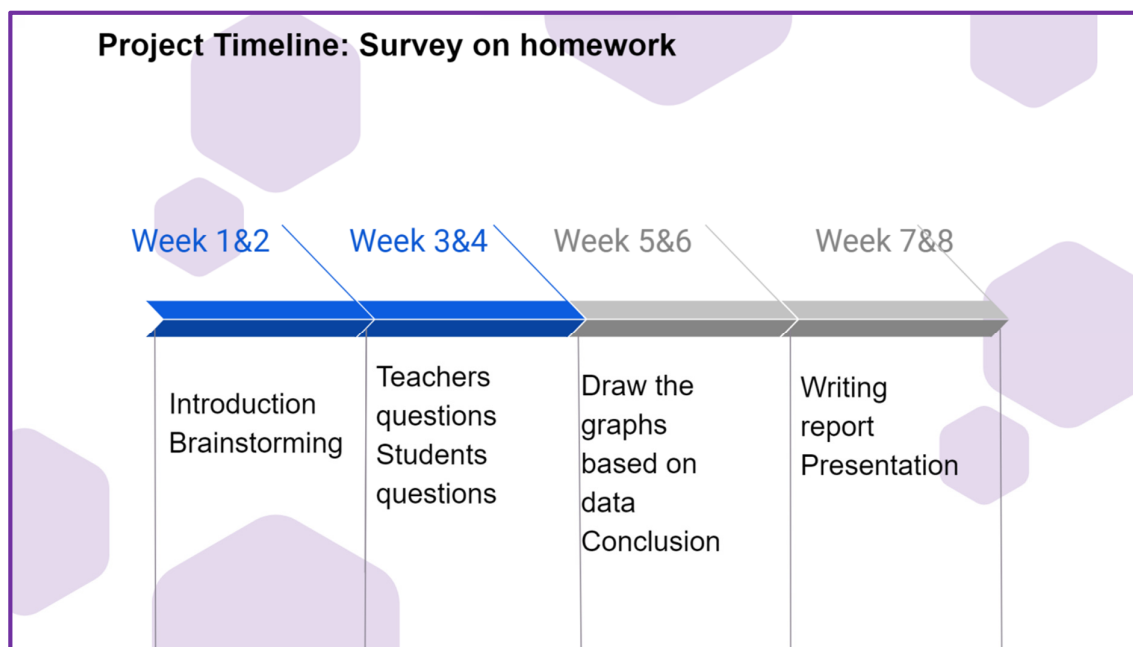 Project Timeline: Survey on homework
Week 1&2
Week 3&4
Week 5&6
Week 7&8
Introduction
Brainstorming
Teachers
questions
Students
questions
Draw the
graphs
based on
data
Conclusion
Writing
report
Presentation